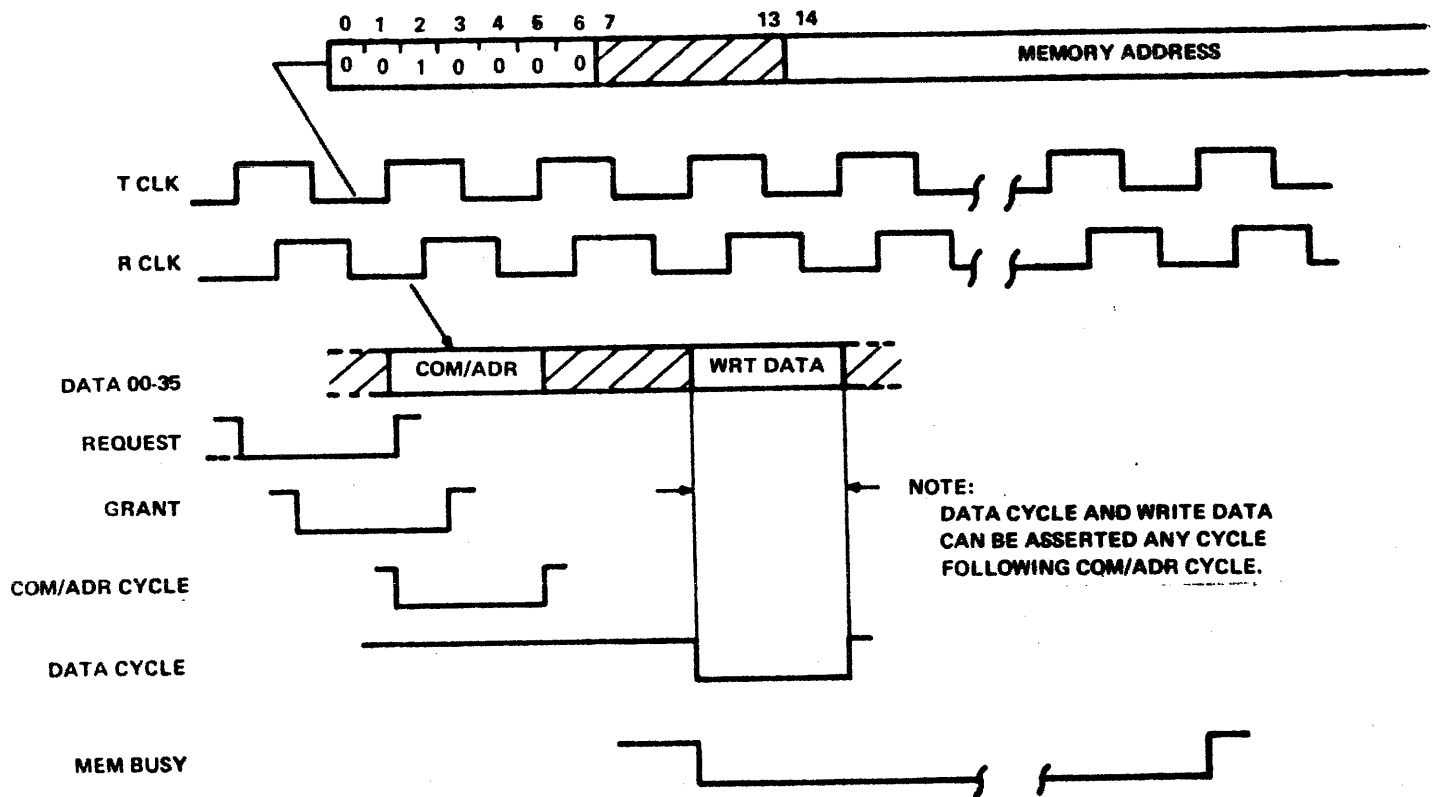 0 1 2 3 4 5 6 7 13 14
0 0 1 0 0 0 0 MEMORY ADDRESS
T CLK
R CLK
DATA 00-35 COM/ADR WRT DATA
REQUEST
GRANT
NOTE:
DATA CYCLE AND WRITE DATA
CAN BE ASSERTED ANY CYCLE
FOLLOWING COM/ADR CYCLE.
COM/ADR CYCLE
DATA CYCLE
MEM BUSY